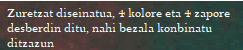 Zuretzat diseinatua, + kolore eta + zapore
desberdin ditu, nahi bezala konbinatu
ditzazun